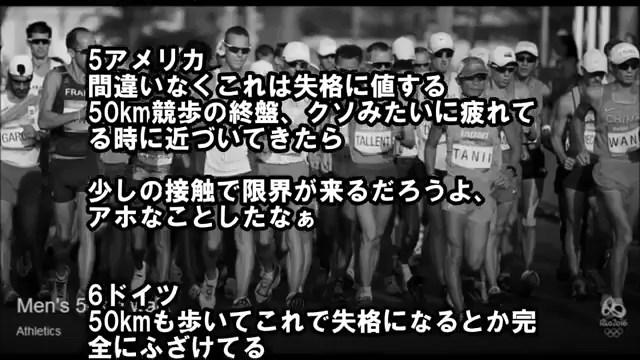 5アメリカ
間違いなくこれは失格に値する
50km競歩の終盤、クソみたいに疲れて
る時に近づいてきたら
少しの接触で限界が来るだろうよ、
アホなことしたなぁ
6ドイツ
50kmも歩いてこれで失格になるとか完
全にふざけてる
FRAN
GARC
TALLENT
TANII
CHINA
WAN
Men's 5
Athletics
Rio2016